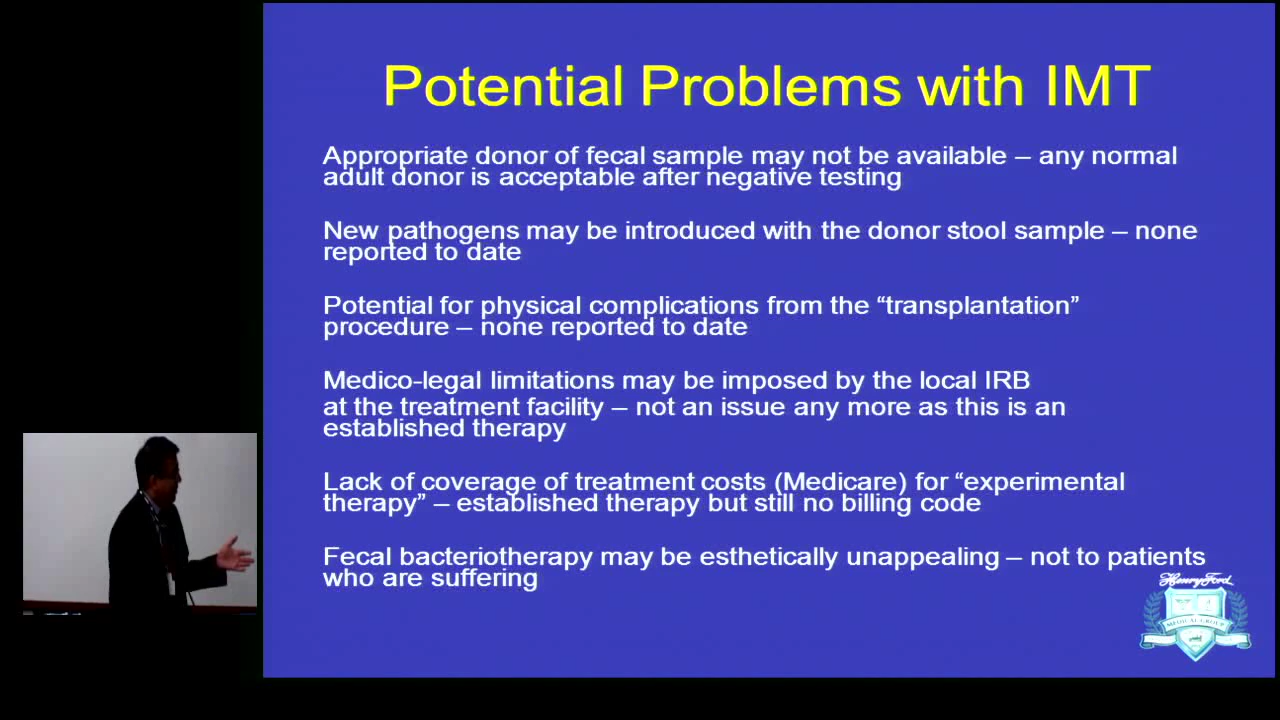 Potential Problems with IMT
Appropriate donor of fecal sample may not be available – any normal
adult donor is acceptable after negative testing
New pathogens may be introduced with the donor stool sample – none
reported to date
Potential for physical complications from the “transplantation”
procedure – none reported to date
Medico-legal limitations may be imposed by the local IRB
at the treatment facility – not an issue any more as this is an
established therapy
Lack of coverage of treatment costs (Medicare) for “experimental
therapy” – established therapy but still no billing code
Fecal bacteriotherapy may be esthetically unappealing – not to patients
who are suffering
Henry Ford
MEDICAL GROUP